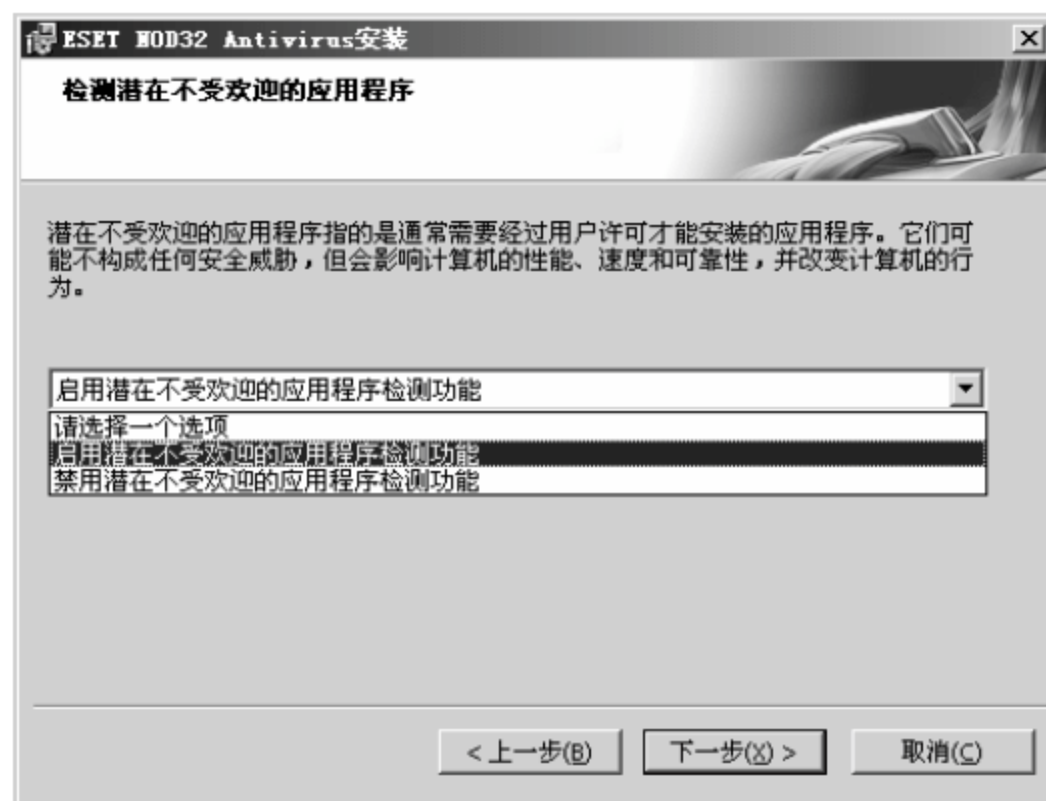 ESET NOD32 Antivirus安装
检测潜在不受欢迎的应用程序
潜在不受欢迎的应用程序指的是通常需要经过用户许可才能安装的应用程序。它们可
能不构成任何安全威胁，但会影响计算机的性能、速度和可靠性，并改变计算机的行
为。
启用潜在不受欢迎的应用程序检测功能
请选择一个选项
启用潜在不受欢迎的应用程序检测功能
禁用潜在不受欢迎的应用程序检测功能
<上一步(B) 下一步(X)> 取消(C)